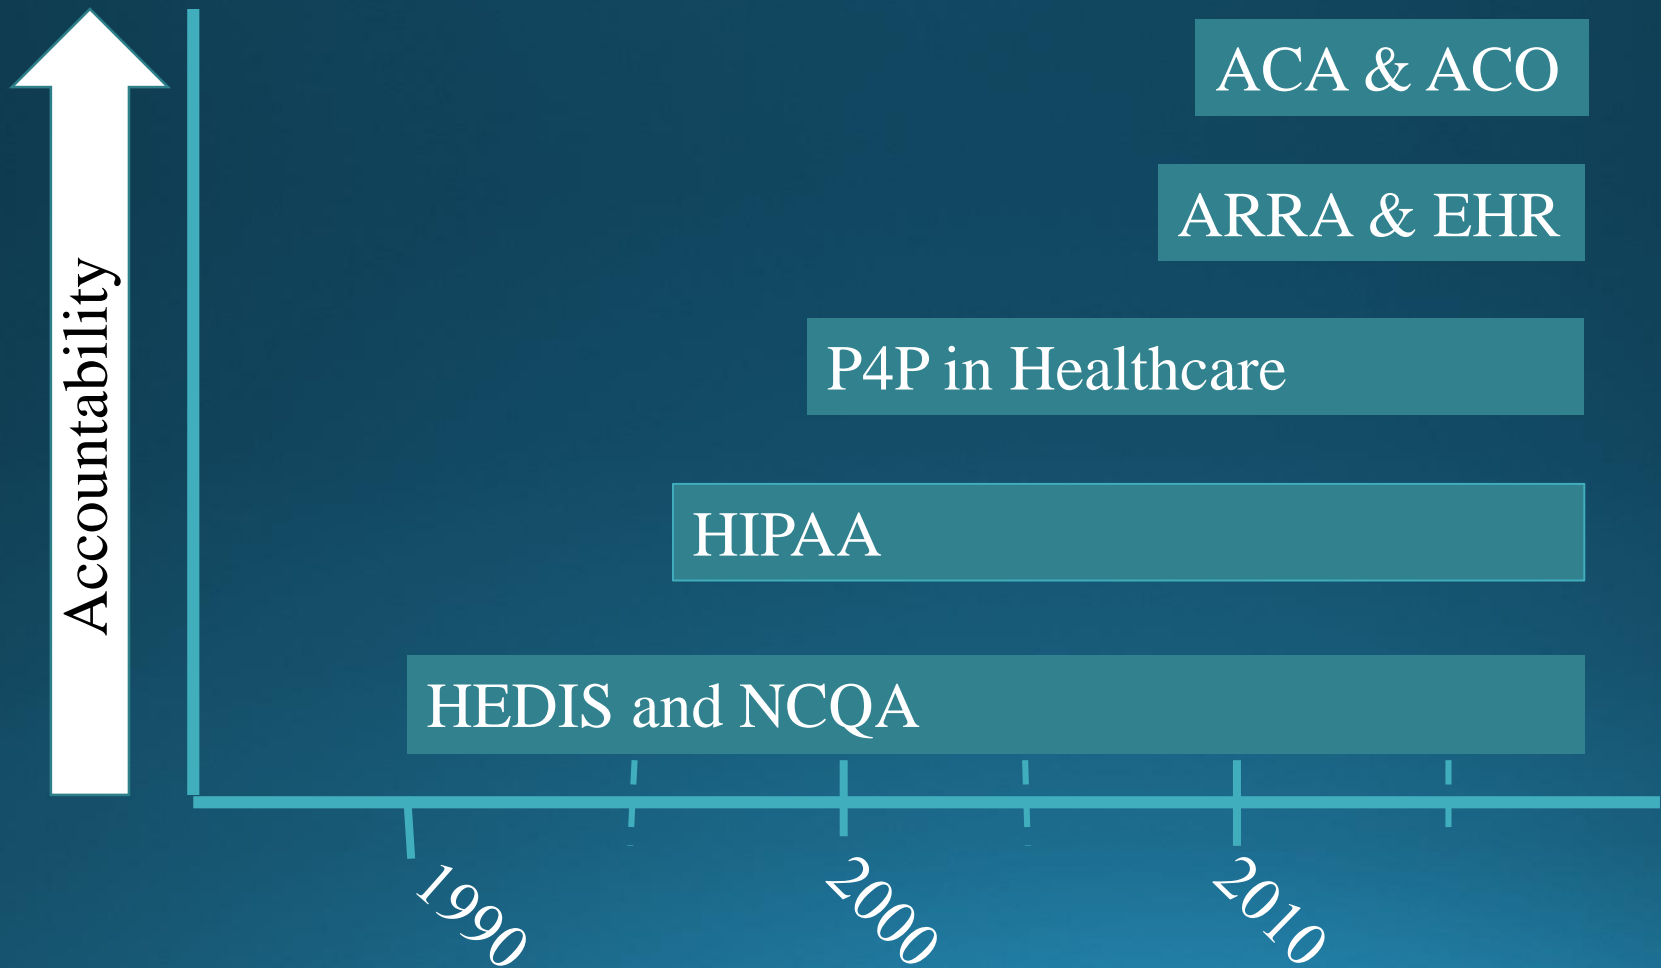 Accountability
ACA & ACO
ARRA & EHR
P4P in Healthcare
HIPAA
HEDIS and NCQA
1990
2000
2010